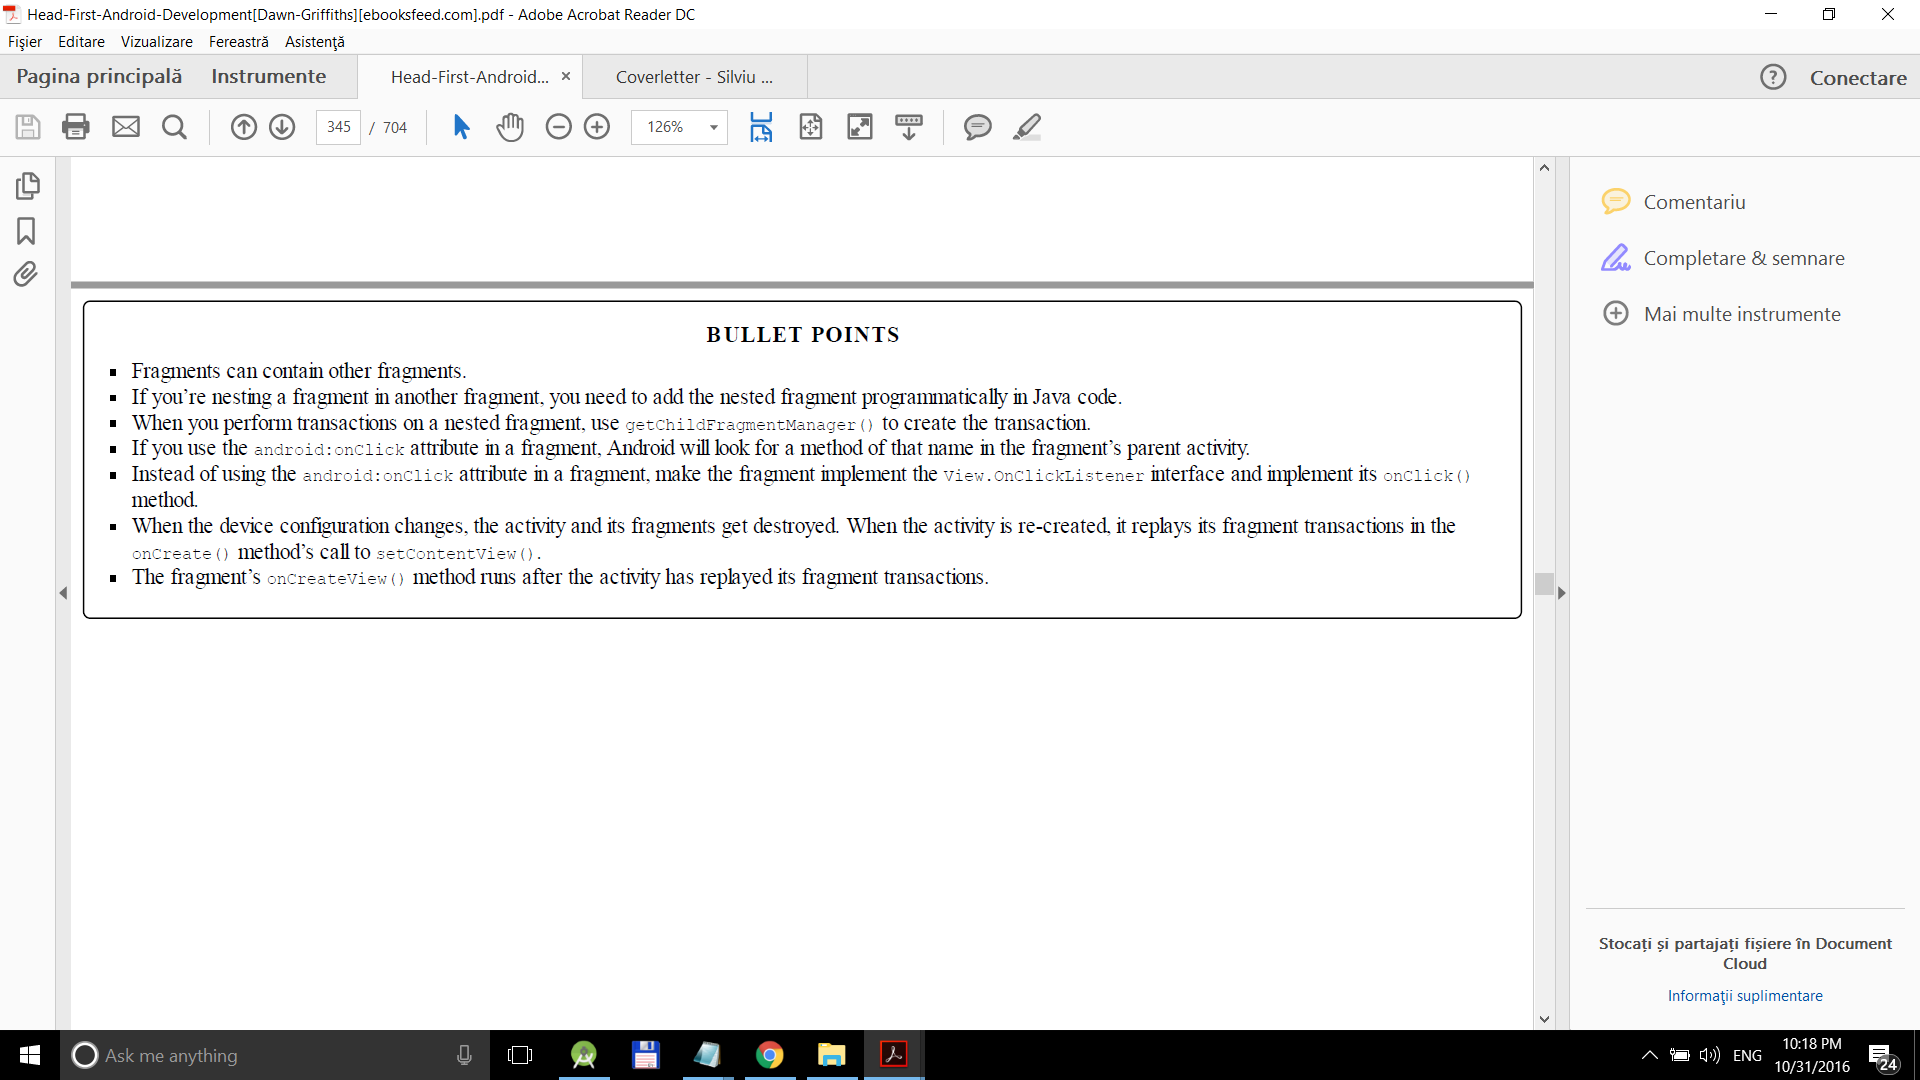 Head-First-Android-Development[Dawn-Griffiths][ebooksfeed.com].pdf - Adobe Acrobat Reader DC
Fişier Editare Vizualizare Fereastră Asistenţă
Pagina principală Instrumente Head-First-Android... × Coverletter - Silviu ... ? Conectare
345 / 704 126%
Comentariu
Completare & semnare
Mai multe instrumente
BULLET POINTS
▪ Fragments can contain other fragments.
▪ If you’re nesting a fragment in another fragment, you need to add the nested fragment programmatically in Java code.
▪ When you perform transactions on a nested fragment, use getChildFragmentManager() to create the transaction.
▪ If you use the android:onClick attribute in a fragment, Android will look for a method of that name in the fragment’s parent activity.
▪ Instead of using the android:onClick attribute in a fragment, make the fragment implement the View.OnClickListener interface and implement its onClick()
method.
▪ When the device configuration changes, the activity and its fragments get destroyed. When the activity is re-created, it replays its fragment transactions in the
onCreate() method’s call to setContentView().
▪ The fragment’s onCreateView() method runs after the activity has replayed its fragment transactions.
Stocați și partajați fișiere în Document
Cloud
Informaţii suplimentare
Ask me anything
ENG
10:18 PM
10/31/2016
24